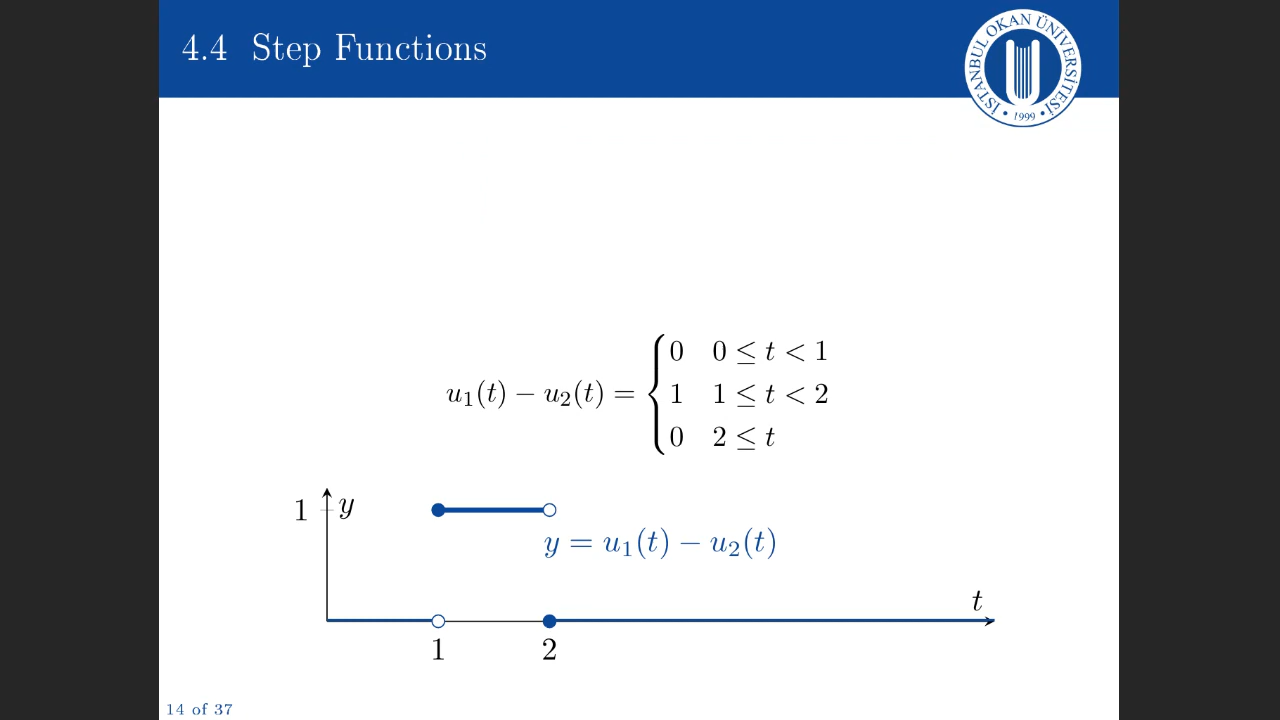 4.4 Step Functions
İSTANBUL OKAN ÜNİVERSİTESİ
• 1999 •
u₁(t) − u₂(t) = {
0 0 ≤ t < 1
1 1 ≤ t < 2
0 2 ≤ t
1 y
y = u₁(t) − u₂(t)
t
1 2
14 of 37